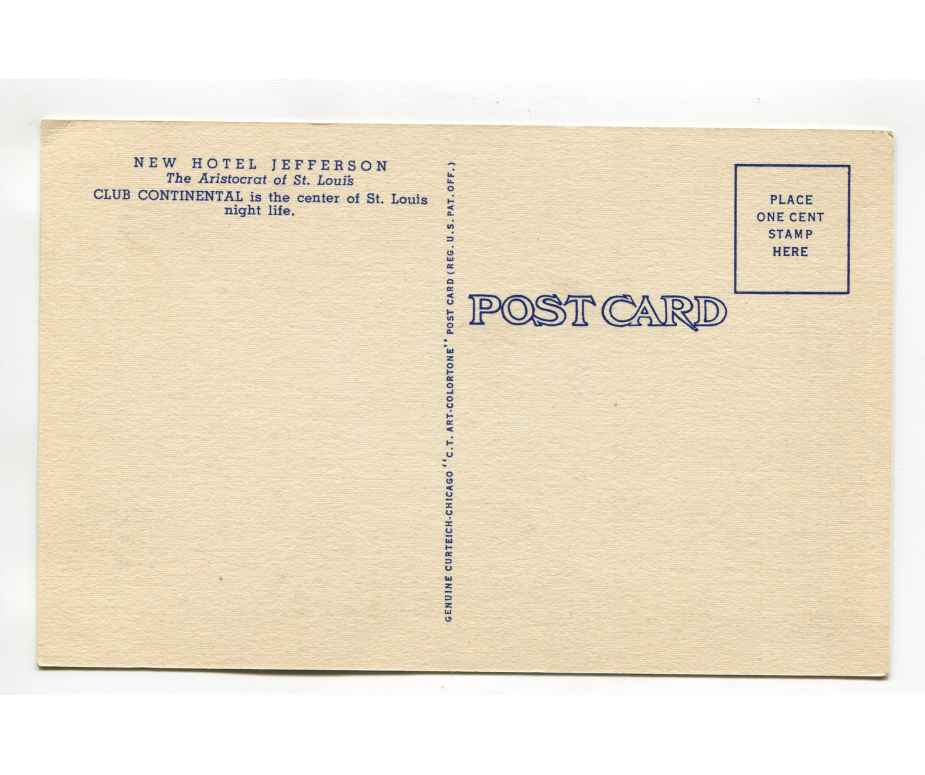 NEW HOTEL JEFFERSON
The Aristocrat of St. Louis
CLUB CONTINENTAL is the center of St. Louis
night life.
GENUINE CURTEICH-CHICAGO "C.T. ART-COLORTONE" POST CARD (REG. U.S. PAT. OFF.)
POST CARD
PLACE
ONE CENT
STAMP
HERE